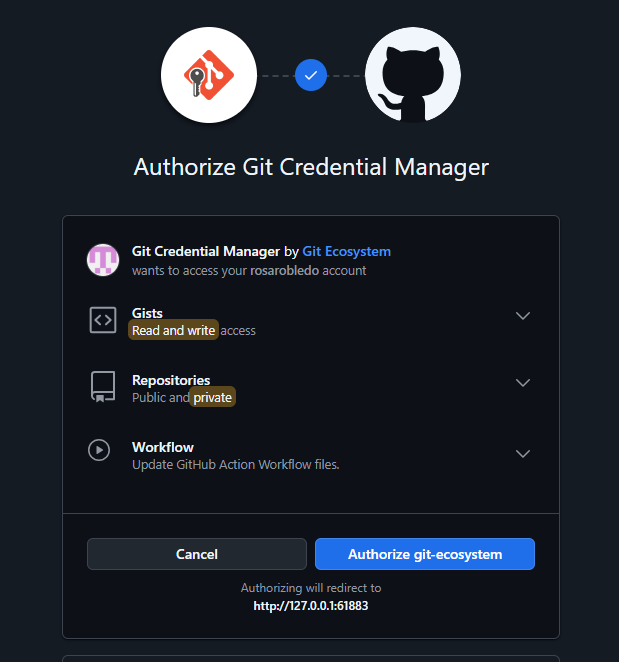 Authorize Git Credential Manager
Git Credential Manager by Git Ecosystem
wants to access your rosarobledo account
Gists
Read and write access
Repositories
Public and private
Workflow
Update GitHub Action Workflow files.
Cancel
Authorize git-ecosystem
Authorizing will redirect to
http://127.0.0.1:61883